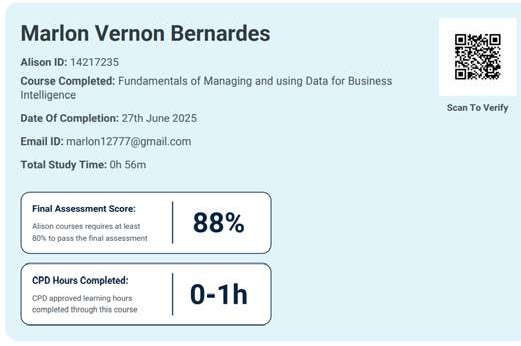 Marlon Vernon Bernardes
Alison ID: 14217235
Course Completed: Fundamentals of Managing and using Data for Business
Intelligence
Date Of Completion: 27th June 2025
Email ID: marlon12777@gmail.com
Total Study Time: 0h 56m
Scan To Verify
Final Assessment Score:
Alison courses requires at least
80% to pass the final assessment
88%
CPD Hours Completed:
CPD approved learning hours
completed through this course
0-1h